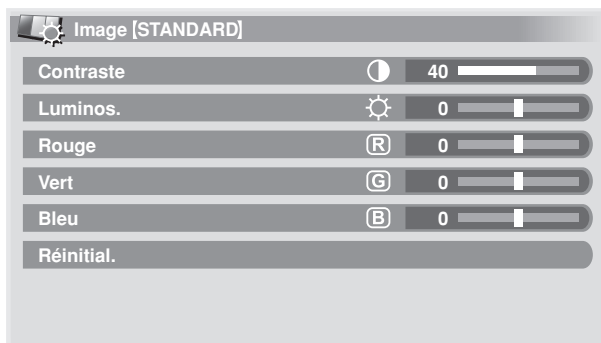 Image [STANDARD]
Contraste 40
Luminos. 0
Rouge R 0
Vert G 0
Bleu B 0
Réinitial.